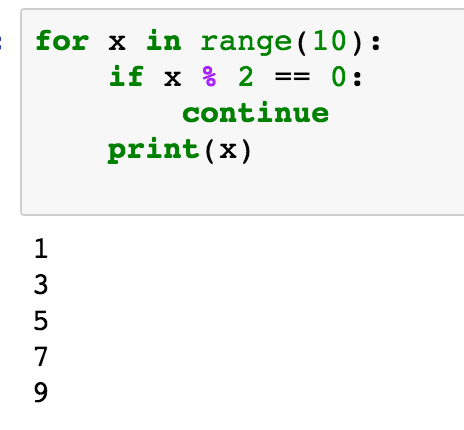 for x in range(10):
    if x % 2 == 0:
        continue
    print(x)
1
3
5
7
9